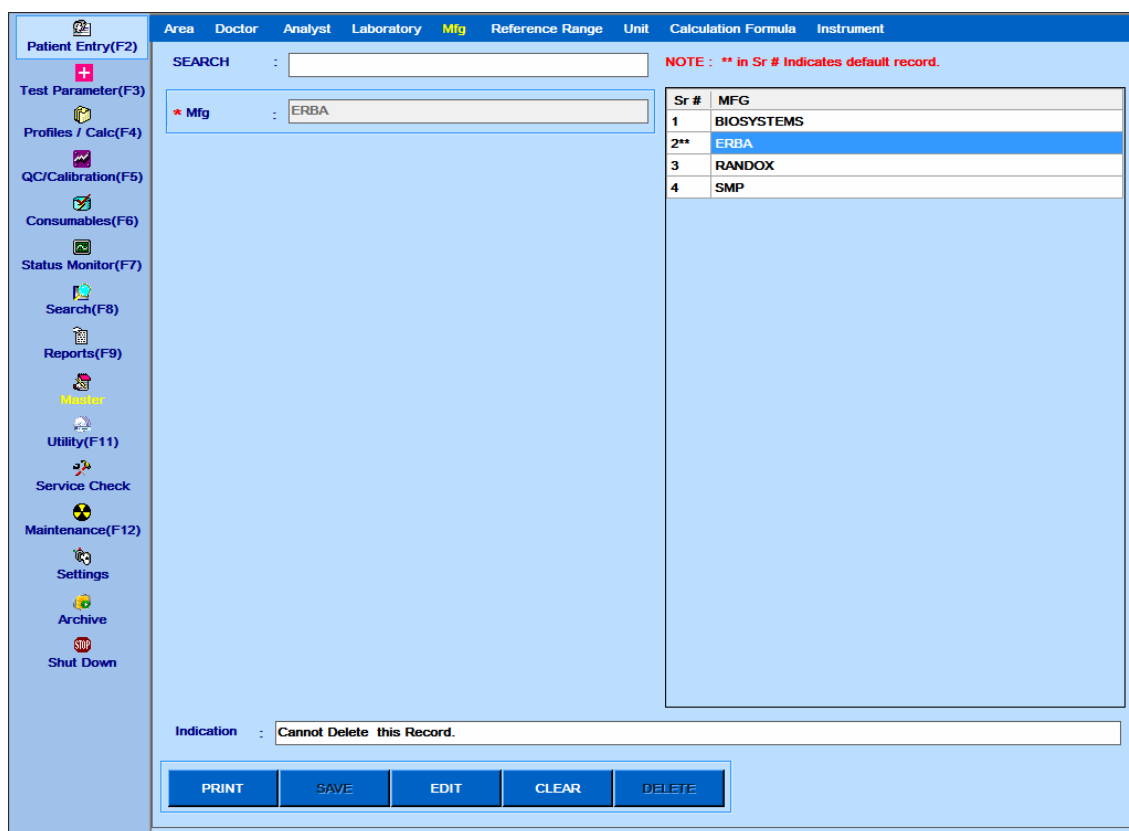 Patient Entry(F2)
Test Parameter(F3)
Profiles / Calc(F4)
QC/Calibration(F5)
Consumables(F6)
Status Monitor(F7)
Search(F8)
Reports(F9)
Master
Utility(F11)
Service Check
Maintenance(F12)
Settings
Archive
STOP
Shut Down
Area Doctor Analyst Laboratory Mfg Reference Range Unit Calculation Formula Instrument
SEARCH :
* Mfg : ERBA
NOTE : ** in Sr # Indicates default record.
Sr # MFG
1 BIOSYSTEMS
2** ERBA
3 RANDOX
4 SMP
Indication : Cannot Delete this Record.
PRINT SAVE EDIT CLEAR DELETE